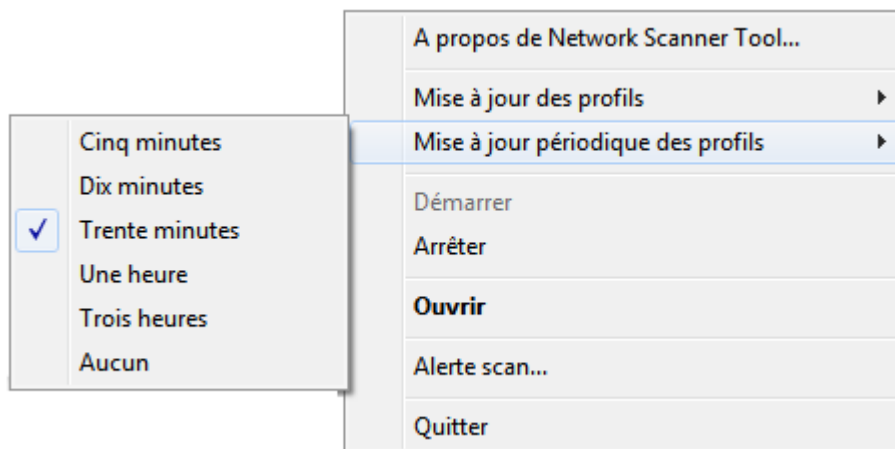 A propos de Network Scanner Tool...
Mise à jour des profils
Mise à jour périodique des profils
Cinq minutes
Dix minutes
Trente minutes
Une heure
Trois heures
Aucun
Démarrer
Arrêter
Ouvrir
Alerte scan...
Quitter